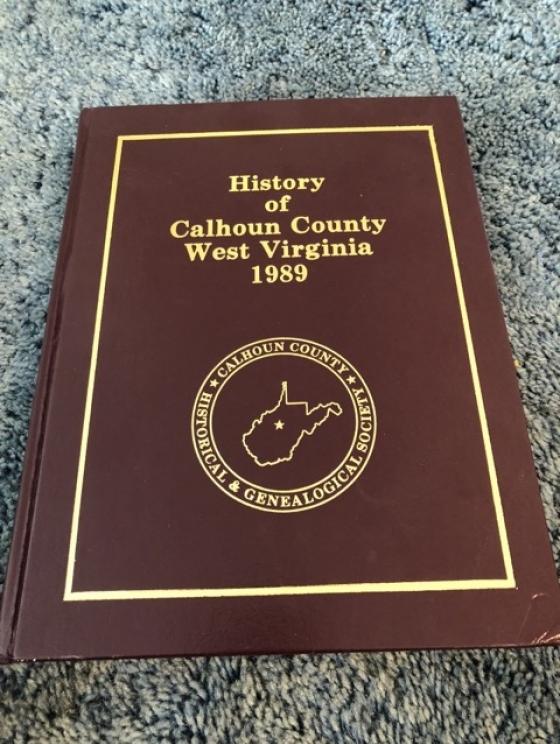 History
of
Calhoun County
West Virginia
1989
★ CALHOUN COUNTY ★
HISTORICAL & GENEALOGICAL SOCIETY